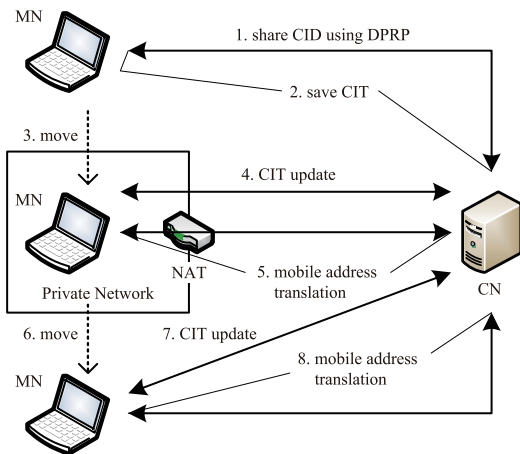 MN
1. share CID using DPRP
2. save CIT
3. move
MN
4. CIT update
NAT
5. mobile address
translation
CN
Private Network
6. move
7. CIT update
8. mobile address
translation
MN